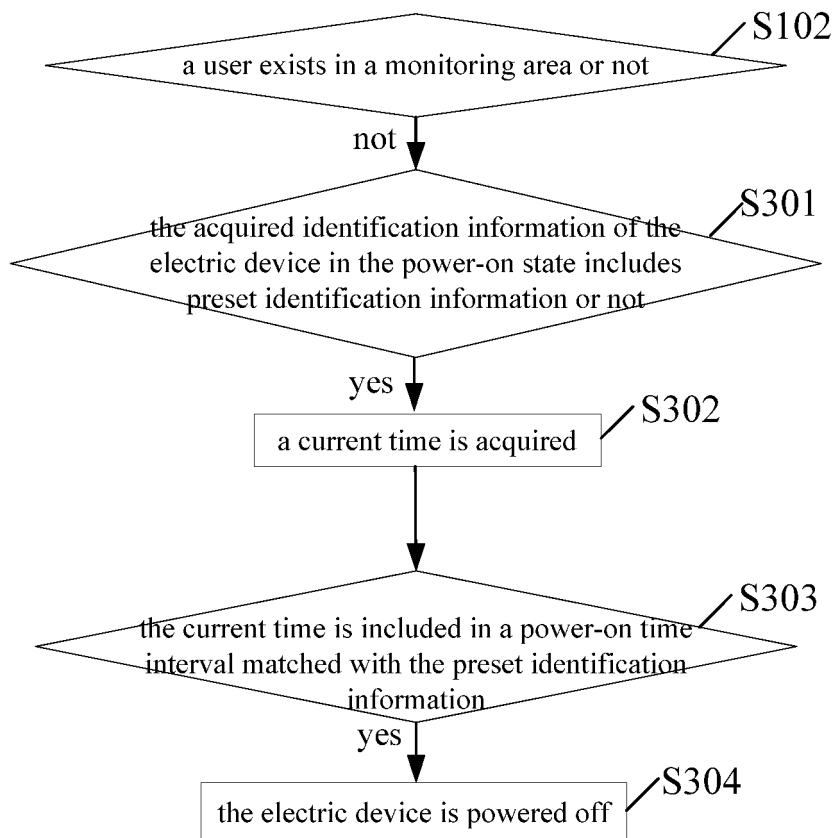 S102
a user exists in a monitoring area or not
not
S301
the acquired identification information of the
electric device in the power-on state includes
preset identification information or not
yes
S302
a current time is acquired
S303
the current time is included in a power-on time
interval matched with the preset identification
information
yes
S304
the electric device is powered off